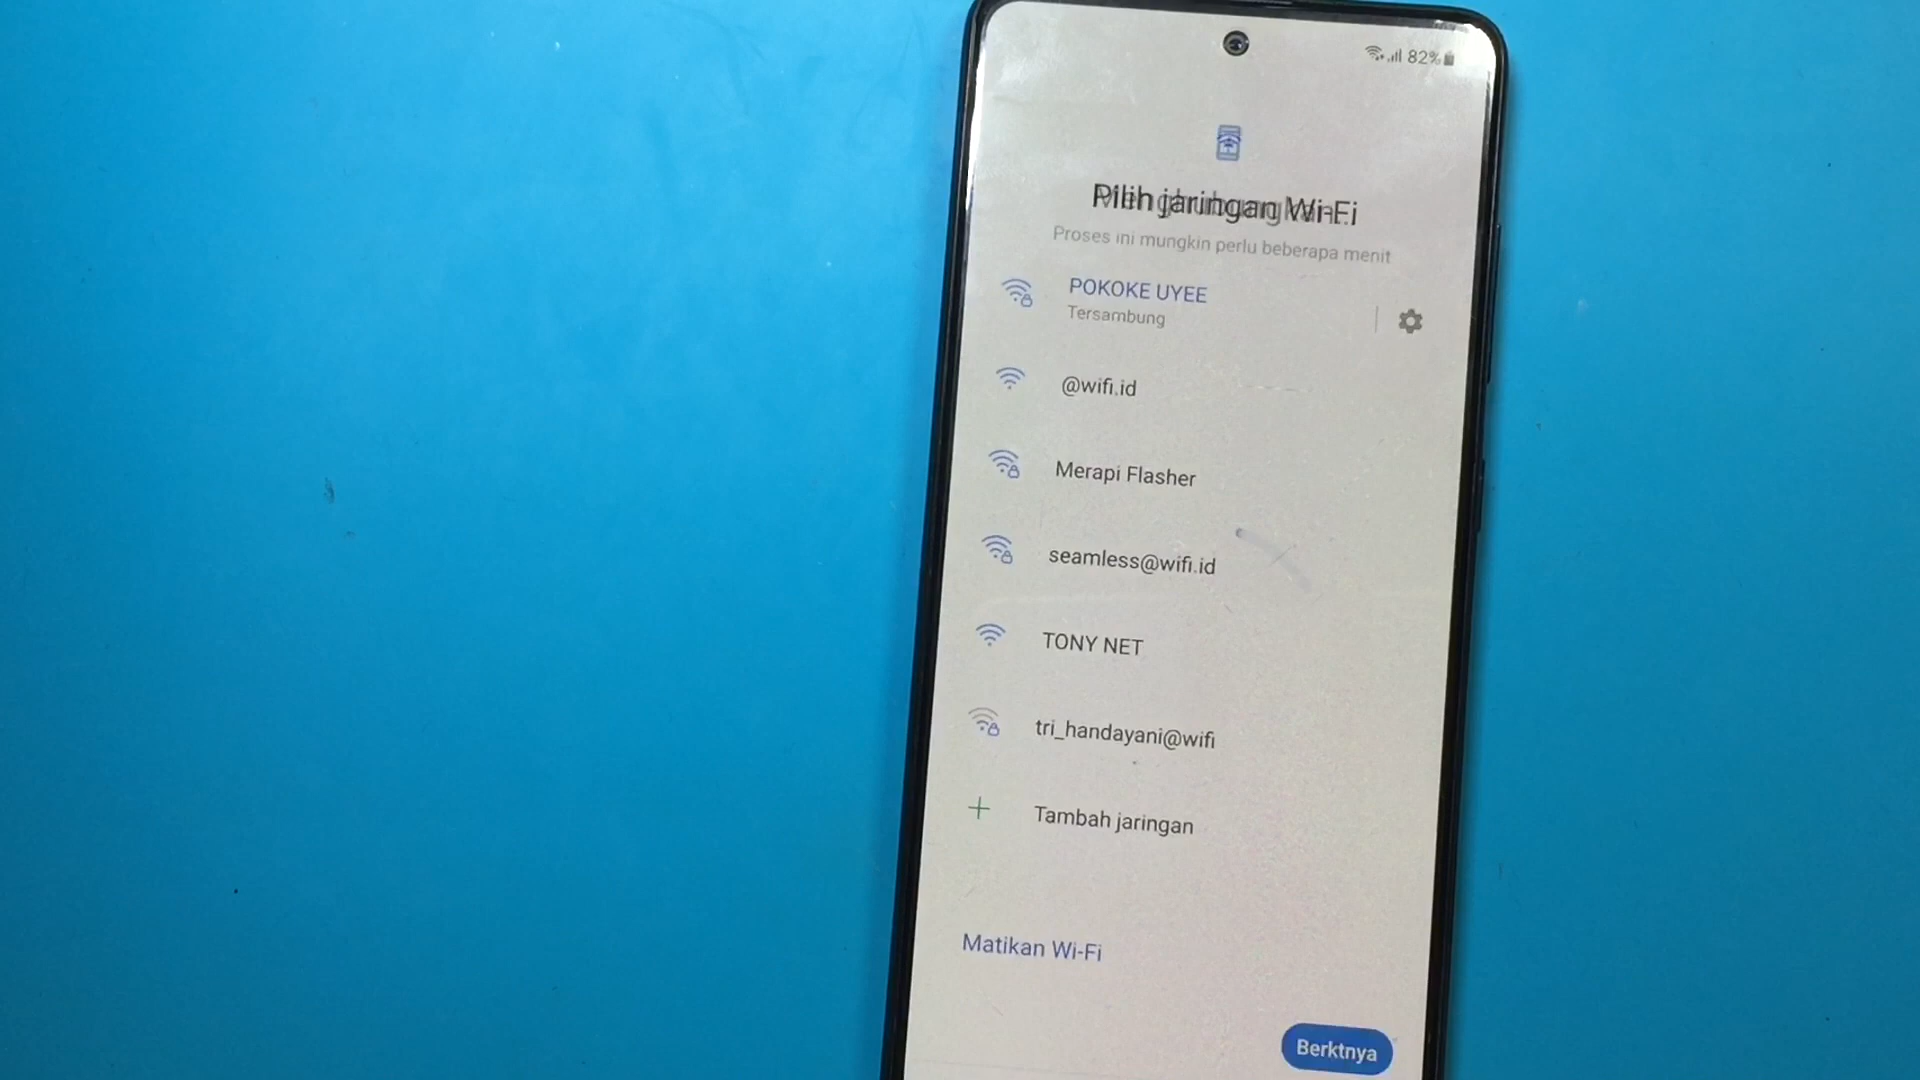 82%
Pilih jaringan Wi-Fi
Proses ini mungkin perlu beberapa menit
POKOKE UYEE
Tersambung
@wifi.id
Merapi Flasher
seamless@wifi.id
TONY NET
tri_handayani@wifi
Tambah jaringan
Matikan Wi-Fi
Berktnya